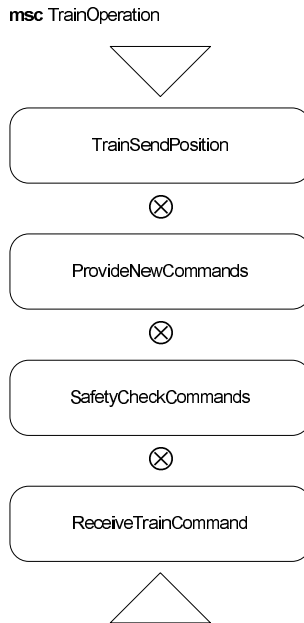 msc TrainOperation
TrainSendPosition
ProvideNewCommands
SafetyCheckCommands
ReceiveTrainCommand